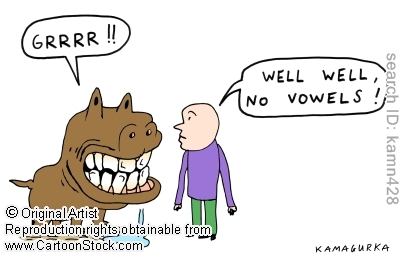 GRRRR!!
WELL WELL,
NO VOWELS!
search ID: kamn428
© Original Artist
Reproduction rights obtainable from
www.CartoonStock.com
KAMAGURKA